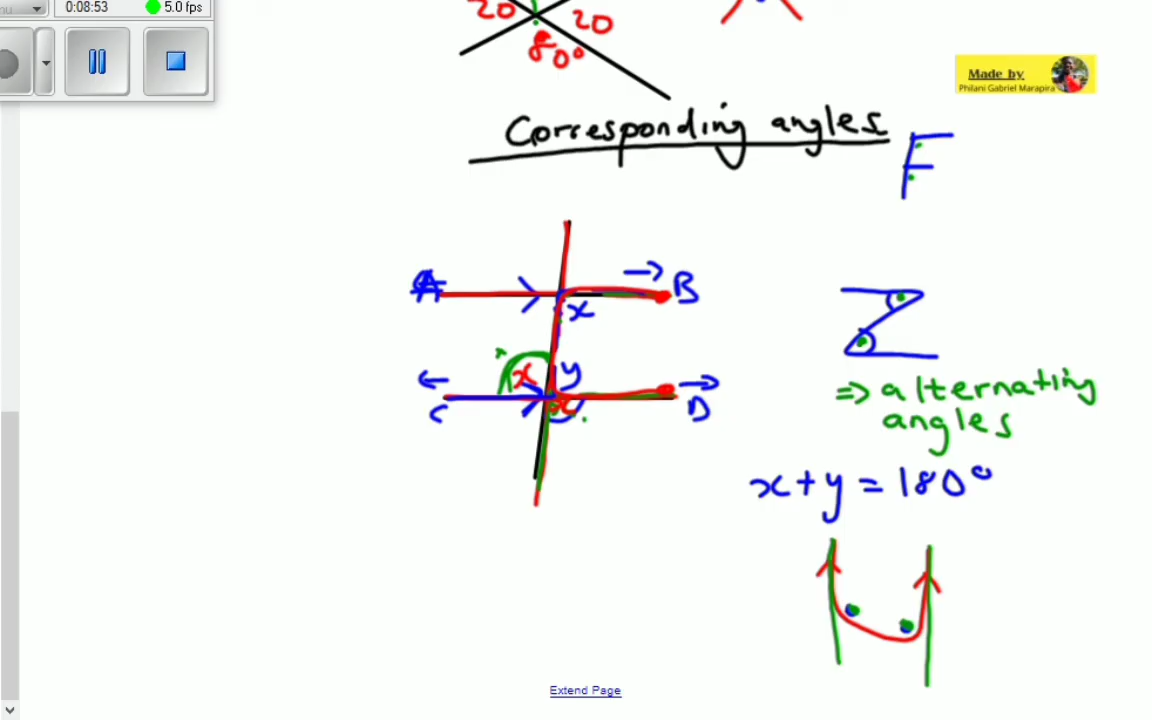 nu
0:08:53
5.0 fps
20
20
80°
Made by
Philani Gabriel Marapira
Corresponding angles
F
A
B
x
x
y
C
D
x
Z
=> alternating
angles
x+y=180°
Extend Page